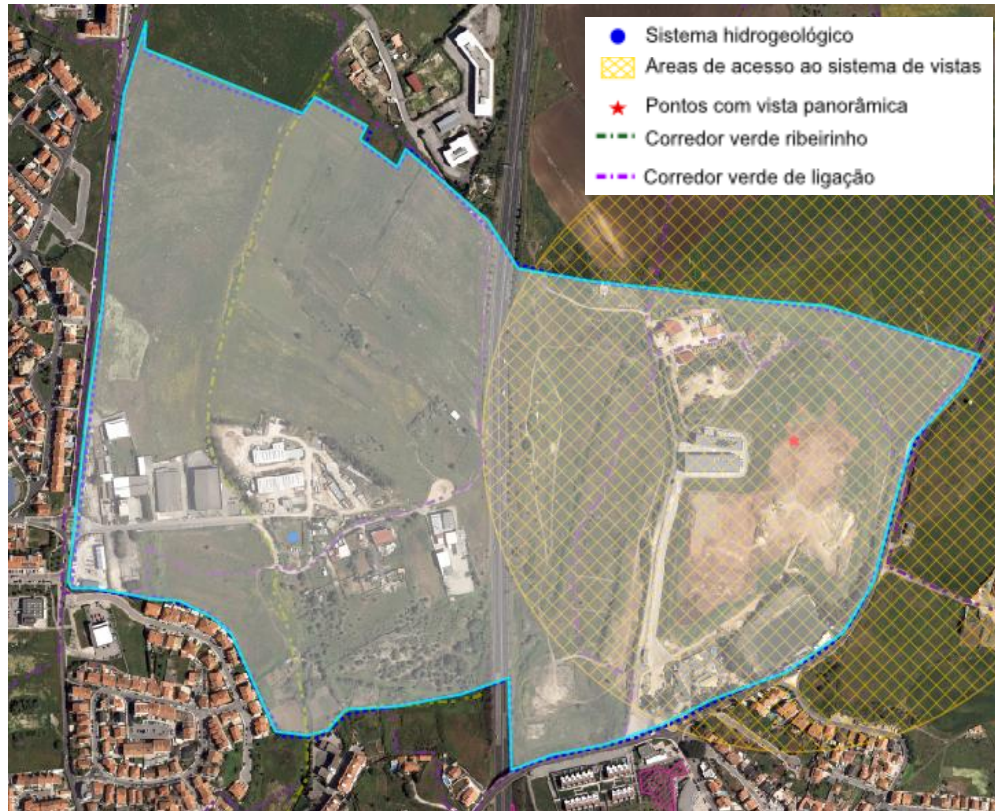 Sistema hidrogeológico
Areas de acesso ao sistema de vistas
Pontos com vista panorâmica
Corredor verde ribeirinho
Corredor verde de ligação